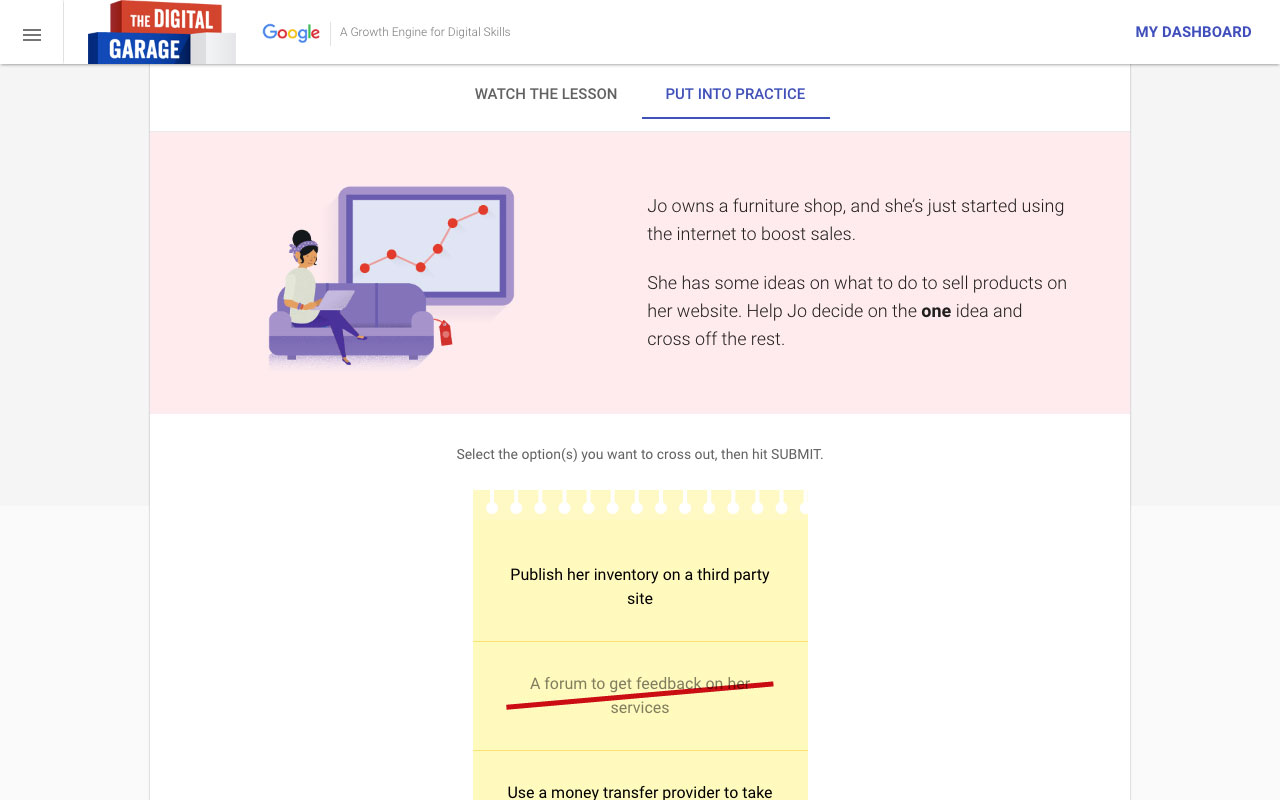 THE DIGITAL
GARAGE
Google
A Growth Engine for Digital Skills
MY DASHBOARD
WATCH THE LESSON
PUT INTO PRACTICE
Jo owns a furniture shop, and she’s just started using
the internet to boost sales.
She has some ideas on what to do to sell products on
her website. Help Jo decide on the one idea and
cross off the rest.
Select the option(s) you want to cross out, then hit SUBMIT.
Publish her inventory on a third party
site
A forum to get feedback on her
services
Use a money transfer provider to take